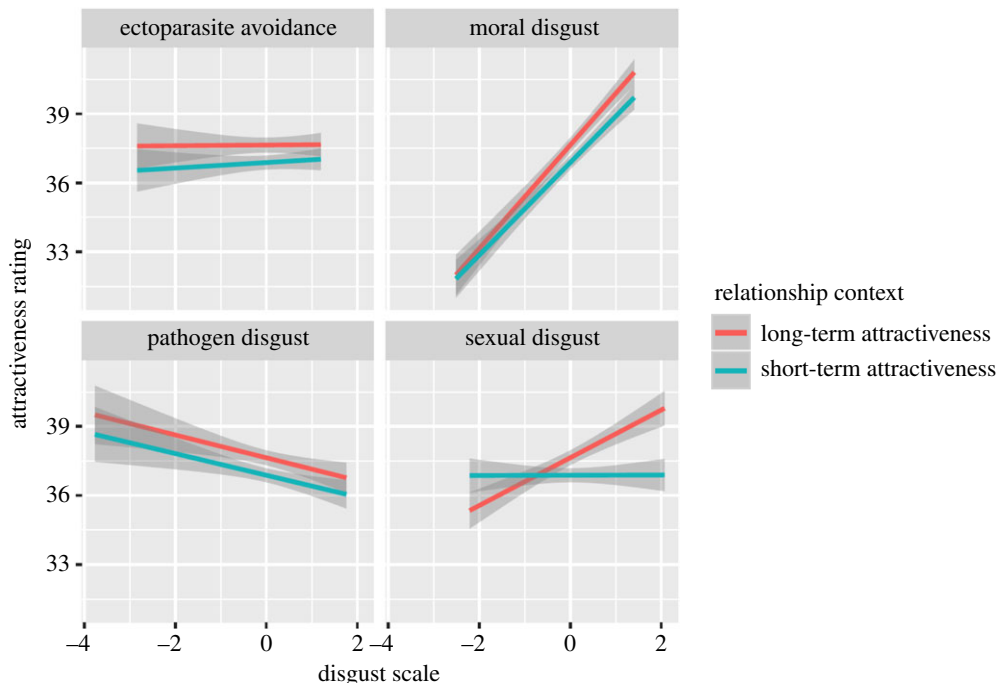 ectoparasite avoidance
moral disgust
39
36
33
pathogen disgust
sexual disgust
39
36
33
–4
–2
0
2
–4
–2
0
2
attractiveness rating
disgust scale
relationship context
long-term attractiveness
short-term attractiveness